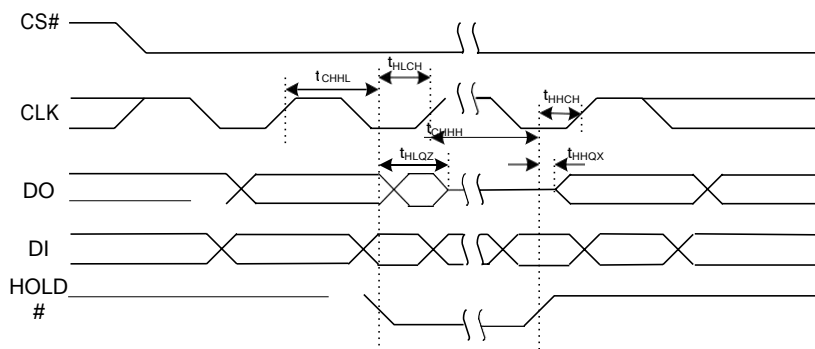 CS#
tCHHL
tHLCH
tHHCH
CLK
tCHHH
tHLQZ
tHHQX
DO
DI
HOLD
#